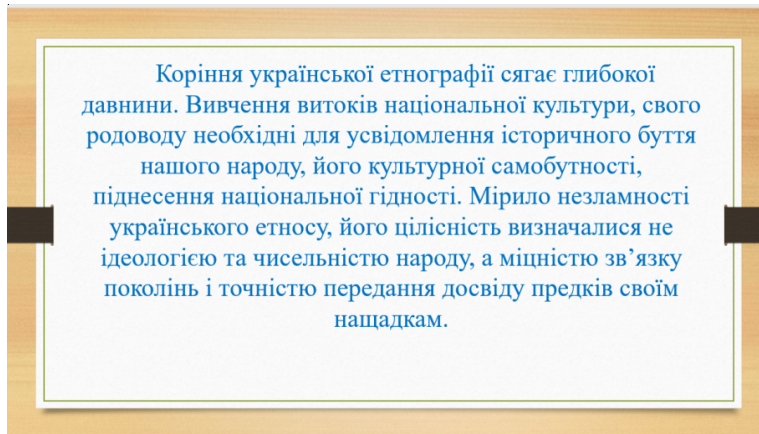 Коріння української етнографії сягає глибокої
давнини. Вивчення витоків національної культури, свого
родоводу необхідні для усвідомлення історичного буття
нашого народу, його культурної самобутності,
піднесення національної гідності. Мірило незламності
українського етносу, його цілісність визначалися не
ідеологією та чисельністю народу, а міцністю зв’язку
поколінь і точністю передання досвіду предків своїм
нащадкам.